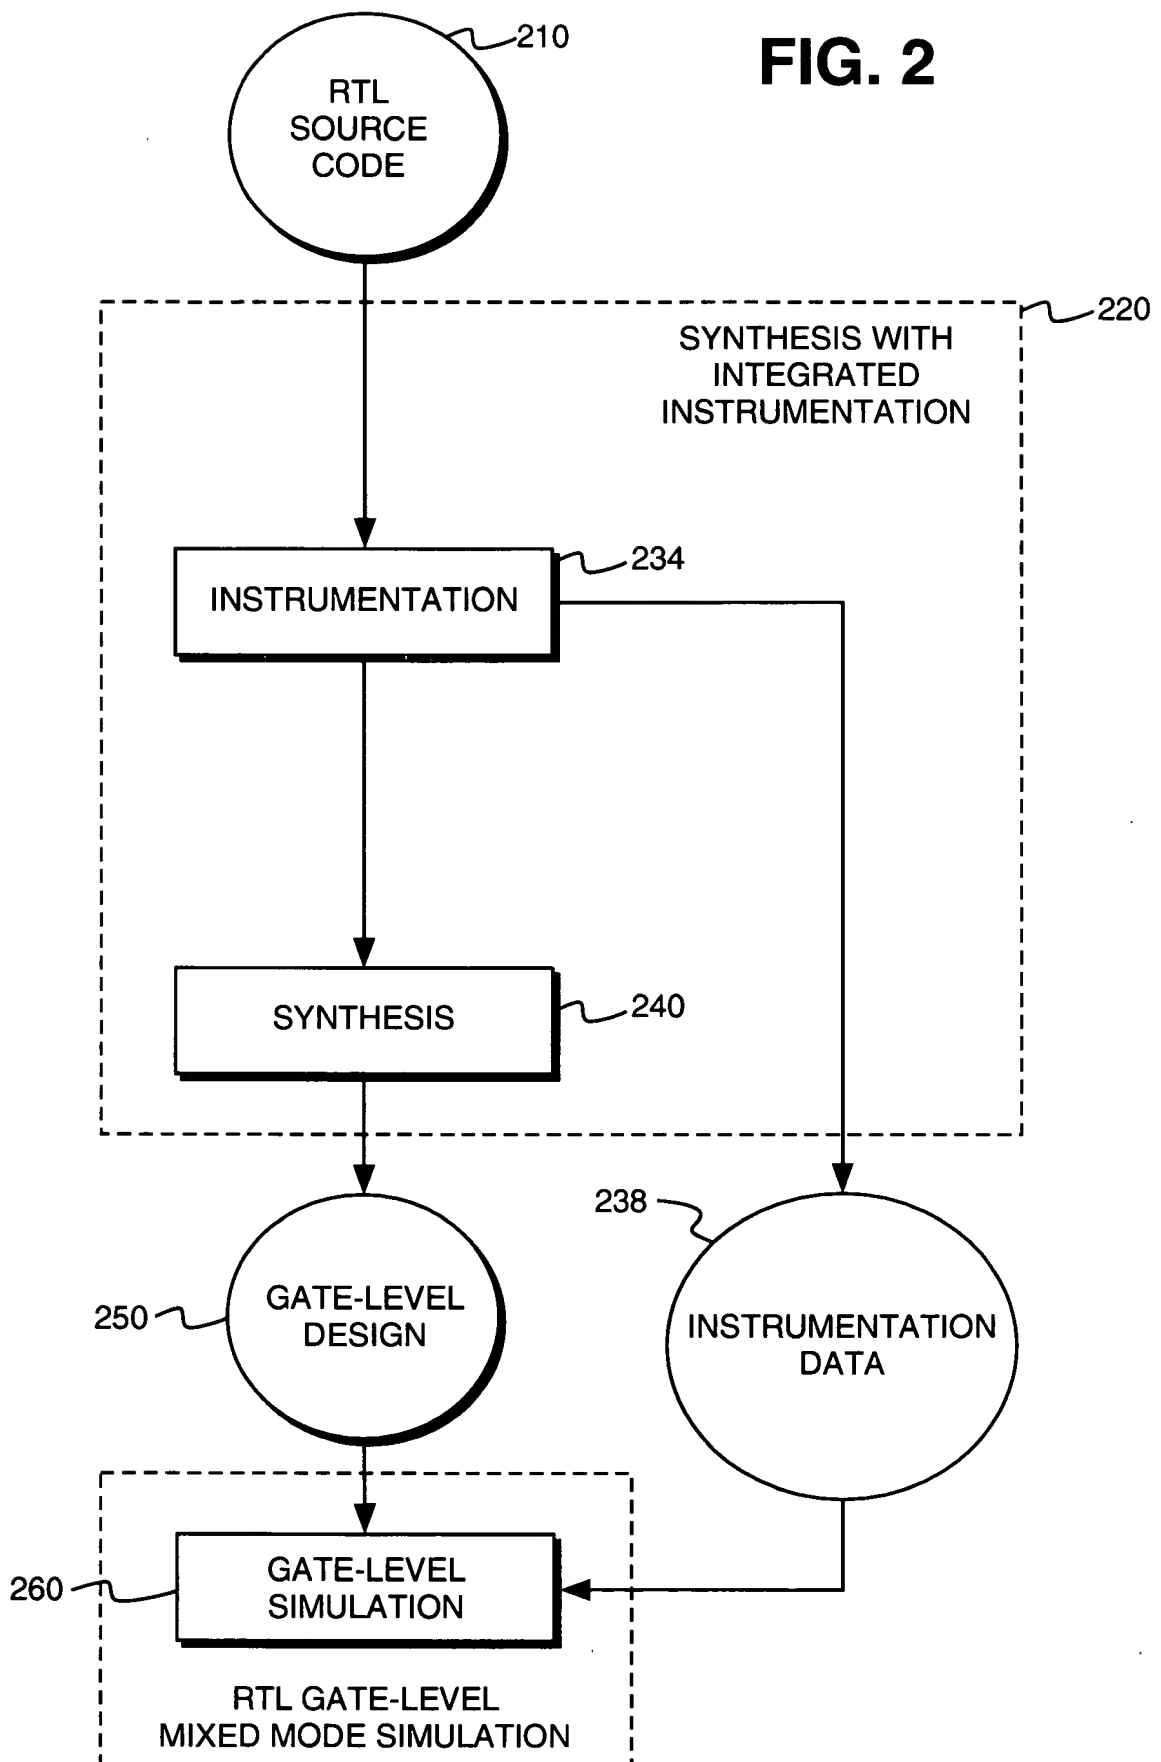 210
FIG. 2
RTL
SOURCE
CODE
220
SYNTHESIS WITH
INTEGRATED
INSTRUMENTATION
234
INSTRUMENTATION
SYNTHESIS
240
238
250
GATE-LEVEL
DESIGN
INSTRUMENTATION
DATA
260
GATE-LEVEL
SIMULATION
RTL GATE-LEVEL
MIXED MODE SIMULATION